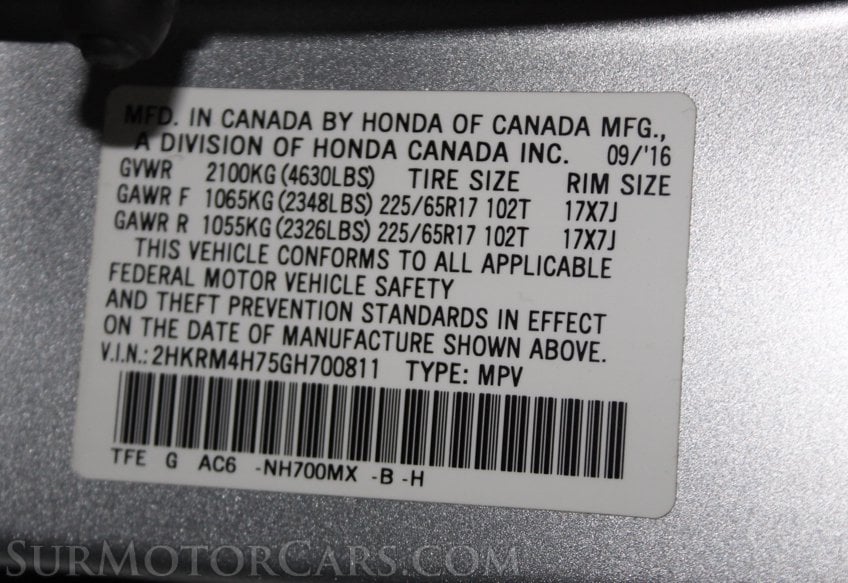 MFD. IN CANADA BY HONDA OF CANADA MFG.,
A DIVISION OF HONDA CANADA INC. 09/'16
GVWR 2100KG (4630LBS) TIRE SIZE RIM SIZE
GAWR F 1065KG (2348LBS) 225/65R17 102T 17X7J
GAWR R 1055KG (2326LBS) 225/65R17 102T 17X7J
THIS VEHICLE CONFORMS TO ALL APPLICABLE
FEDERAL MOTOR VEHICLE SAFETY
AND THEFT PREVENTION STANDARDS IN EFFECT
ON THE DATE OF MANUFACTURE SHOWN ABOVE.
V.I.N.: 2HKRM4H75GH700811 TYPE: MPV
TFE G AC6 -NH700MX -B -H
SURMOTORCARS.COM